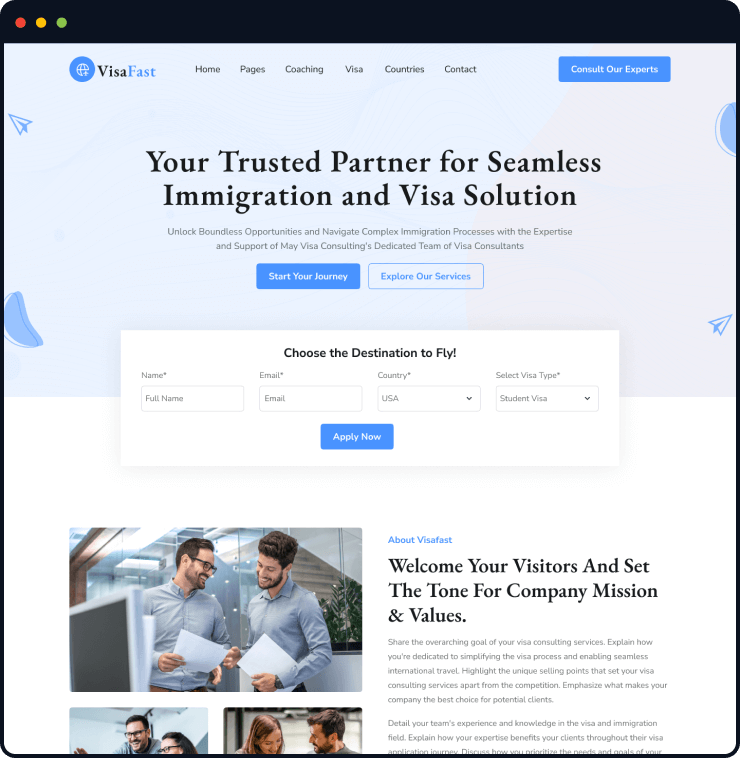 VisaFast
Home Pages Coaching Visa Countries Contact
Consult Our Experts
Your Trusted Partner for Seamless
Immigration and Visa Solution
Unlock Boundless Opportunities and Navigate Complex Immigration Processes with the Expertise
and Support of May Visa Consulting's Dedicated Team of Visa Consultants
Start Your Journey
Explore Our Services
Choose the Destination to Fly!
Name* Email* Country* Select Visa Type*
Full Name Email USA Student Visa
Apply Now
About Visafast
Welcome Your Visitors And Set
The Tone For Company Mission
& Values.
Share the overarching goal of your visa consulting services. Explain how
you're dedicated to simplifying the visa process and enabling seamless
international travel. Highlight the unique selling points that set your visa
consulting services apart from the competition. Emphasize what makes your
company the best choice for potential clients.
Detail your team's experience and knowledge in the visa and immigration
field. Explain how your expertise benefits your clients throughout their visa
application journey. Discuss how you prioritize the needs and goals of your